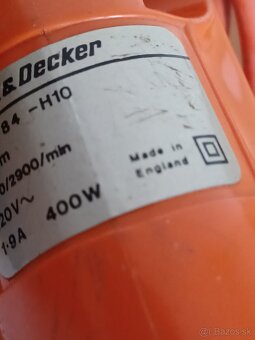 & Decker
84-H10
m
0/2900/min
20V~ 400W
1·9A
Made in
England
© bazos.sk